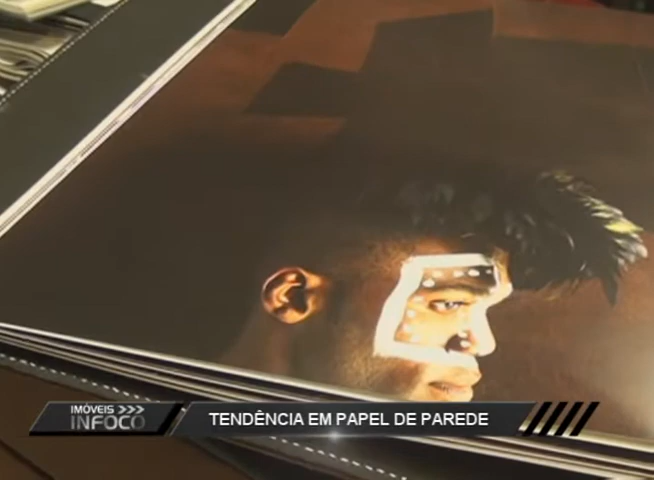 IMÓVEIS >>>
INFOCO
TENDÊNCIA EM PAPEL DE PAREDE